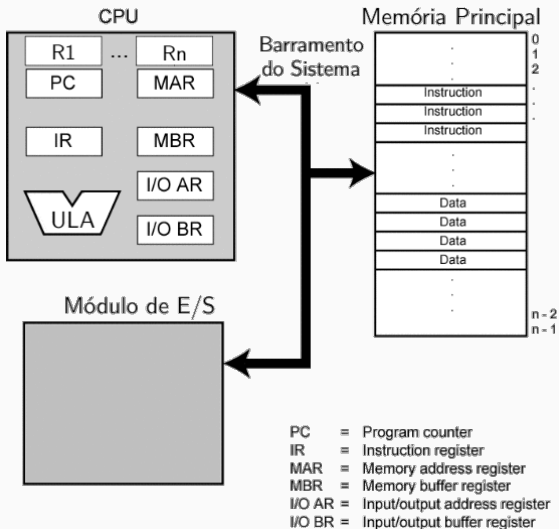 CPU
R1 ... Rn
PC MAR
IR MBR
I/O AR
ULA
I/O BR
Barramento
do Sistema
Memória Principal
0
1
2
.
.
.
Instruction
Instruction
Instruction
.
.
.
Data
Data
Data
Data
.
.
.
n - 2
n - 1
Módulo de E/S
PC = Program counter
IR = Instruction register
MAR = Memory address register
MBR = Memory buffer register
I/O AR = Input/output address register
I/O BR = Input/output buffer register